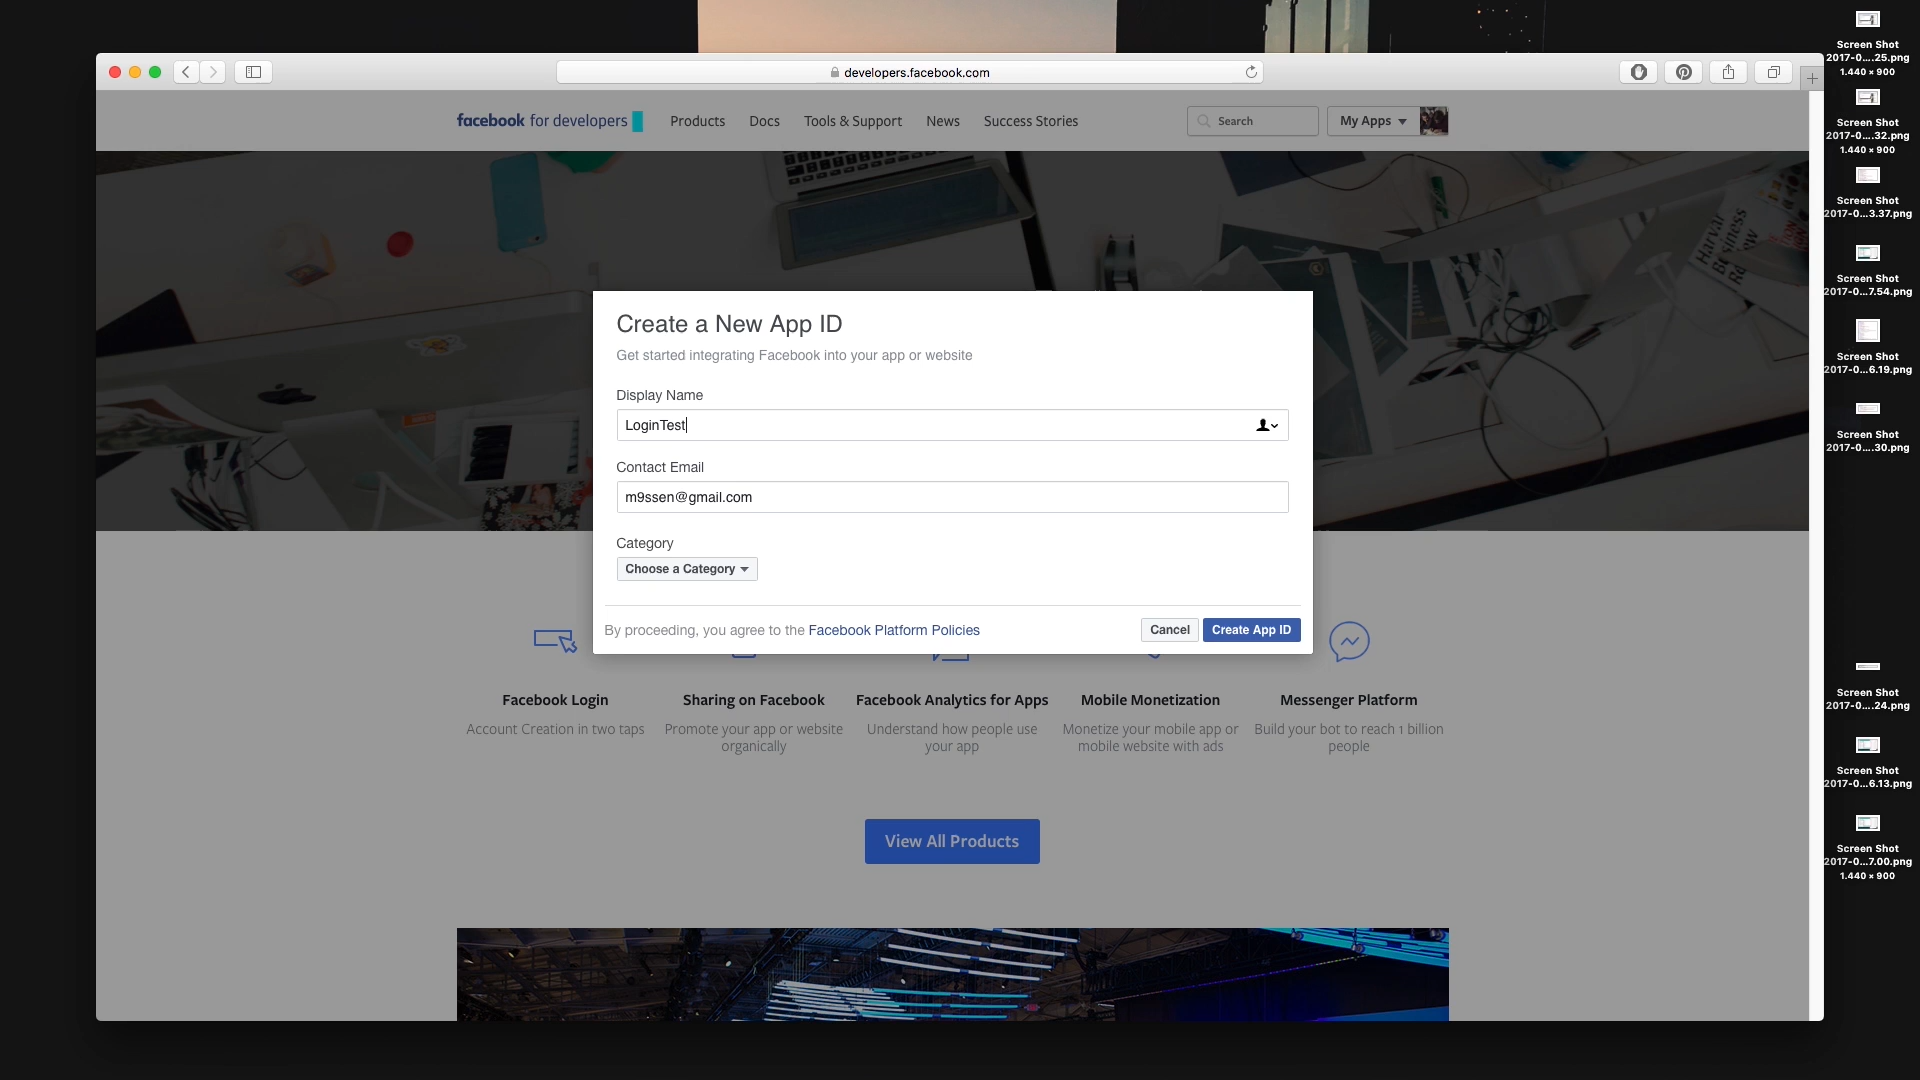 developers.facebook.com
facebook for developers
Products
Docs
Tools & Support
News
Success Stories
Search
My Apps
Harvard
Business
Create a New App ID
Get started integrating Facebook into your app or website
Display Name
LoginTest
Contact Email
m9ssen@gmail.com
Category
Choose a Category
By proceeding, you agree to the Facebook Platform Policies
Cancel
Create App ID
Facebook Login
Account Creation in two taps
Sharing on Facebook
Promote your app or website
organically
Facebook Analytics for Apps
Understand how people use
your app
Mobile Monetization
Monetize your mobile app or
mobile website with ads
Messenger Platform
Build your bot to reach 1 billion
people
View All Products
Screen Shot
2017-0....25.png
1.440 × 900
Screen Shot
2017-0....32.png
1.440 × 900
Screen Shot
2017-0...3.37.png
Screen Shot
2017-0...7.54.png
Screen Shot
2017-0...6.19.png
Screen Shot
2017-0....30.png
Screen Shot
2017-0....24.png
Screen Shot
2017-0...6.13.png
Screen Shot
2017-0...7.00.png
1.440 × 900